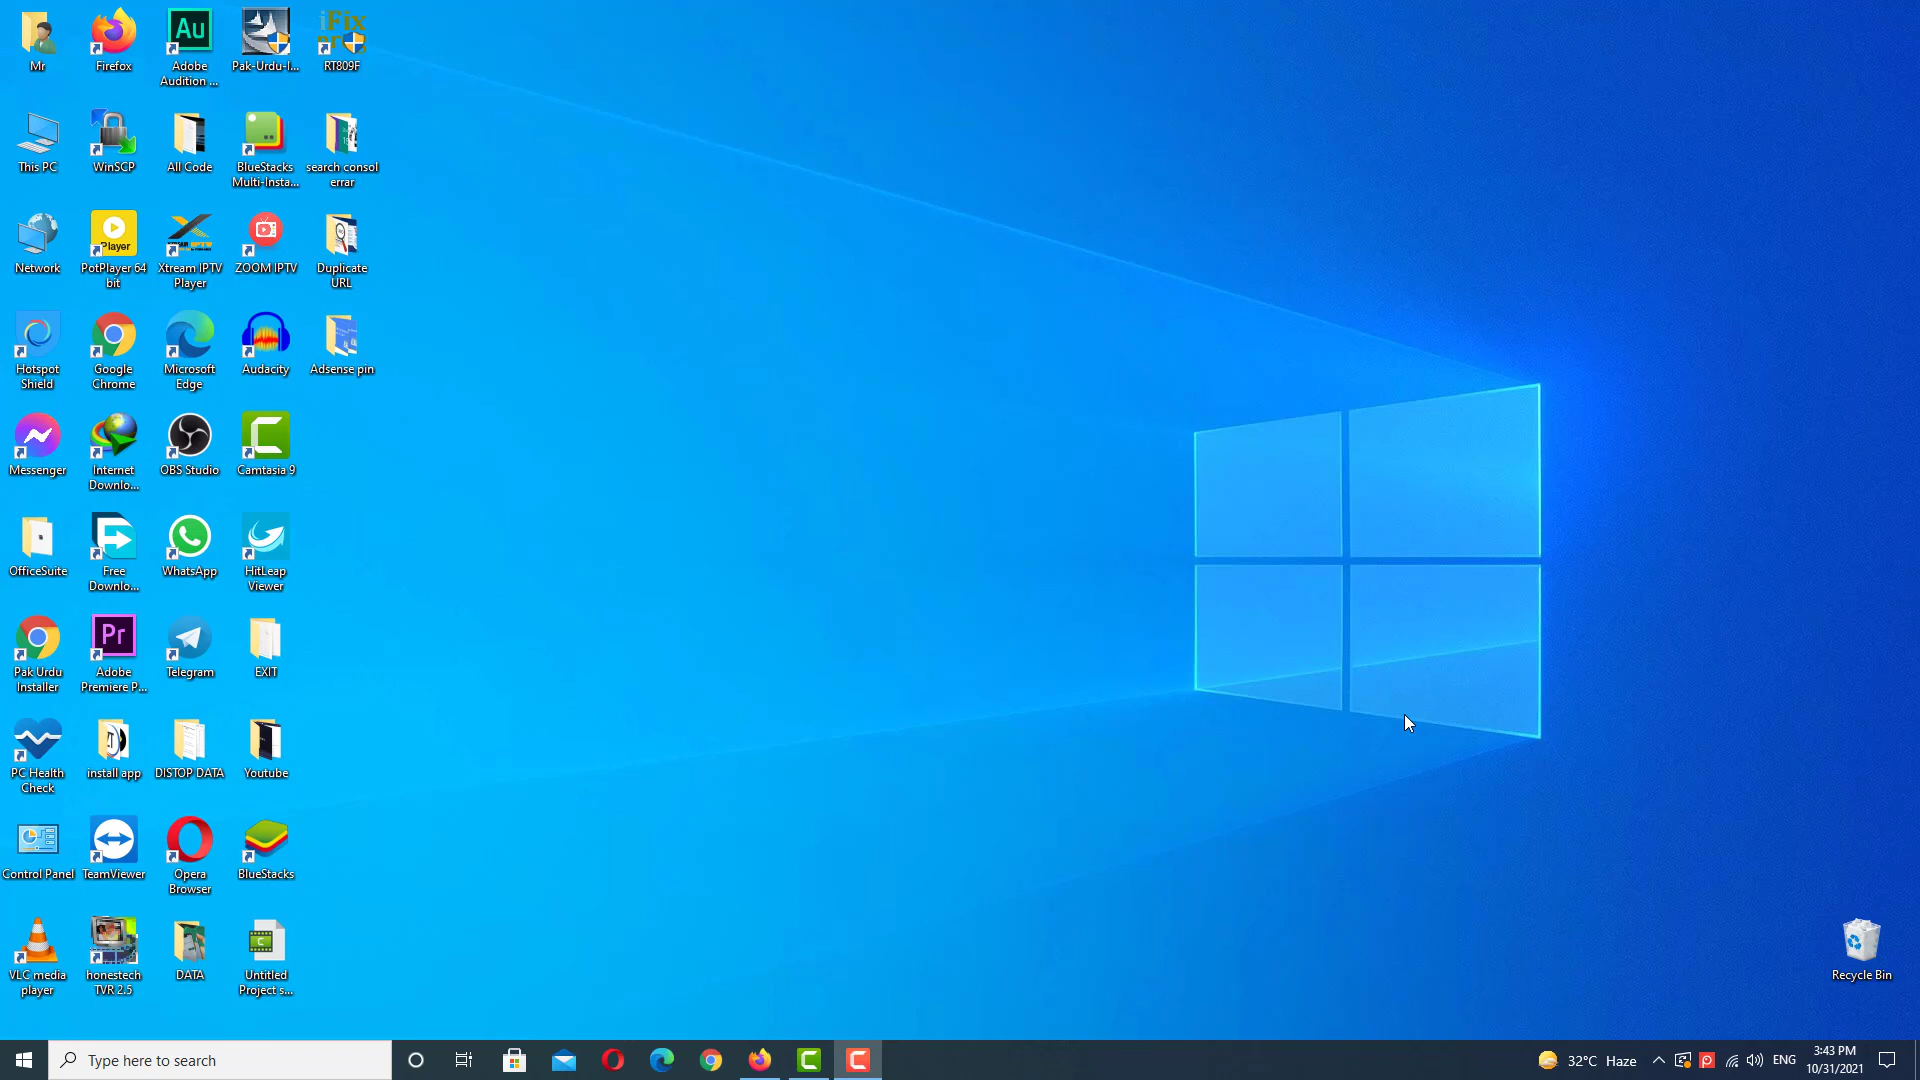 Mr
Firefox
Au
Adobe
Audition ...
Pak-Urdu-I...
iFix
RT809F
This PC
WinSCP
All Code
BlueStacks
Multi-Insta...
search consol
errar
Network
Player
PotPlayer 64
bit
Xtream IPTV
Player
ZOOM IPTV
Duplicate
URL
Hotspot
Shield
Google
Chrome
Microsoft
Edge
Audacity
Adsense pin
Messenger
Internet
Downlo...
OBS Studio
Camtasia 9
OfficeSuite
Free
Downlo...
WhatsApp
HitLeap
Viewer
Pak Urdu
Installer
Pr
Adobe
Premiere P...
Telegram
EXIT
PC Health
Check
install app
DISTOP DATA
Youtube
Control Panel
TeamViewer
Opera
Browser
BlueStacks
VLC media
player
honestech
TVR 2.5
DATA
Untitled
Project s...
Recycle Bin
Type here to search
32°C Haze
ENG
3:43 PM
10/31/2021